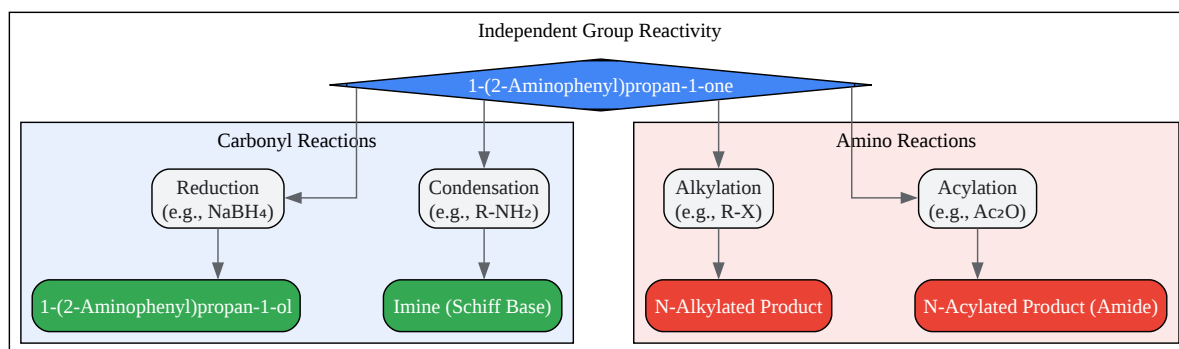 Independent Group Reactivity
1-(2-Aminophenyl)propan-1-one
Carbonyl Reactions
Amino Reactions
Reduction
(e.g., NaBH₄)
Condensation
(e.g., R-NH₂)
Alkylation
(e.g., R-X)
Acylation
(e.g., Ac₂O)
1-(2-Aminophenyl)propan-1-ol
Imine (Schiff Base)
N-Alkylated Product
N-Acylated Product (Amide)